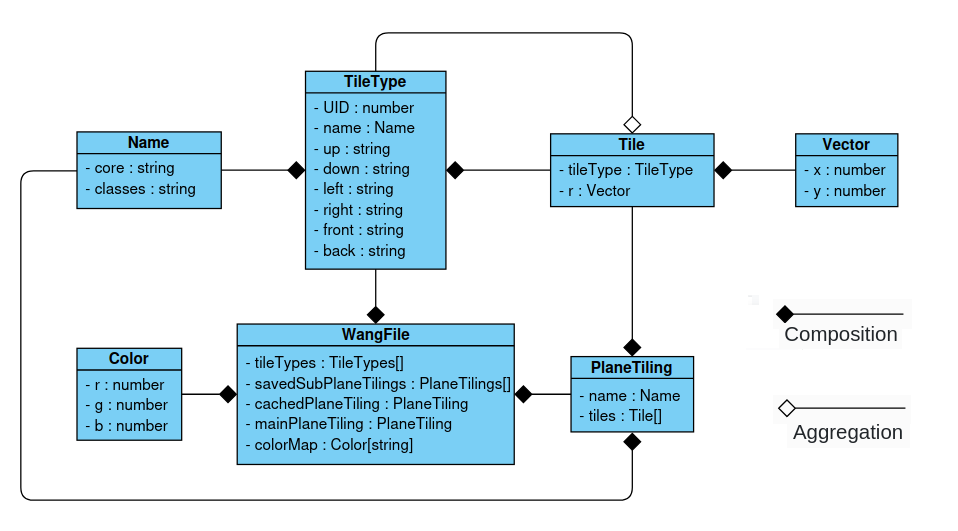 TileType
- UID : number
- name : Name
- up : string
- down : string
- left : string
- right : string
- front : string
- back : string
Name
- core : string
- classes : string
Tile
- tileType : TileType
- r : Vector
Vector
- x : number
- y : number
WangFile
- tileTypes : TileTypes[]
- savedSubPlaneTilings : PlaneTilings[]
- cachedPlaneTiling : PlaneTiling
- mainPlaneTiling : PlaneTiling
- colorMap : Color[string]
Color
- r : number
- g : number
- b : number
PlaneTiling
- name : Name
- tiles : Tile[]
Composition
Aggregation